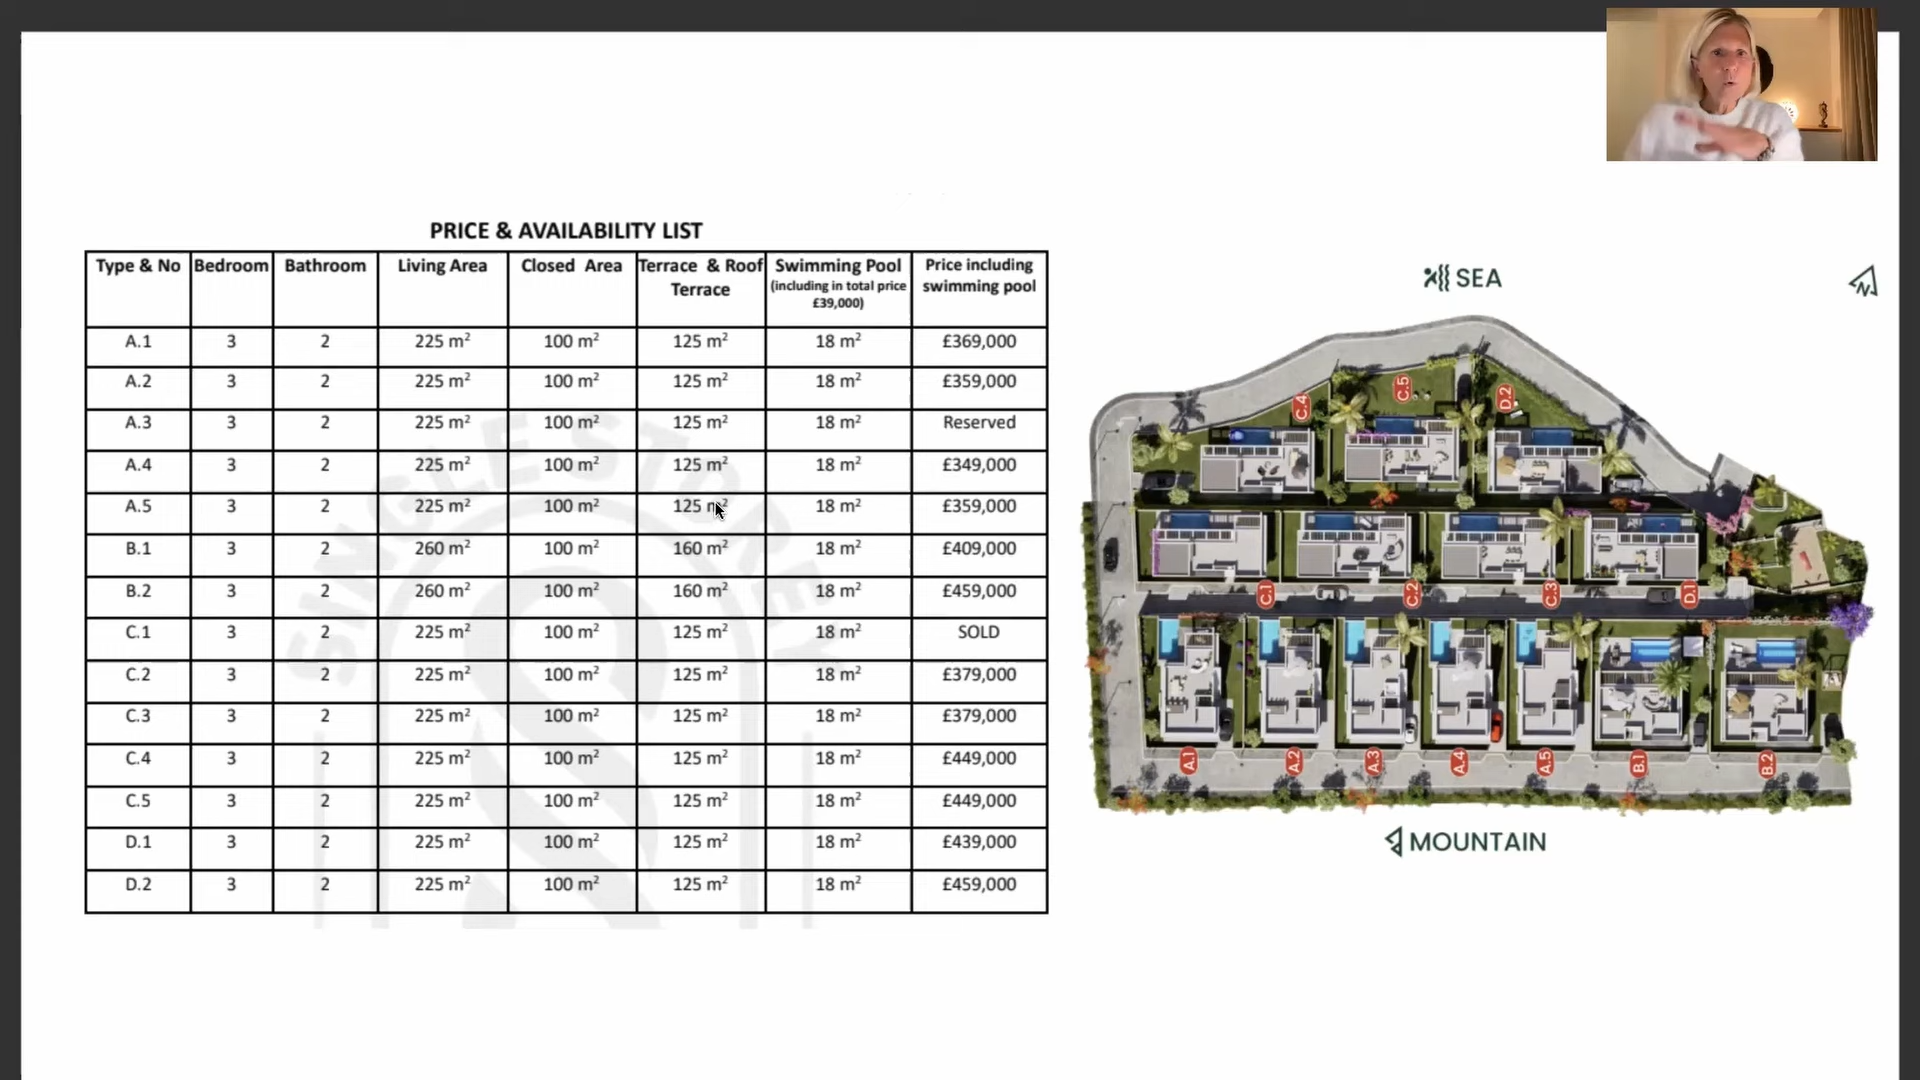 PRICE & AVAILABILITY LIST
Type & No Bedroom Bathroom Living Area Closed Area Terrace & Roof Terrace Swimming Pool (including in total price £39,000) Price including swimming pool
A.1 3 2 225 m² 100 m² 125 m² 18 m² £369,000
A.2 3 2 225 m² 100 m² 125 m² 18 m² £359,000
A.3 3 2 225 m² 100 m² 125 m² 18 m² Reserved
A.4 3 2 225 m² 100 m² 125 m² 18 m² £349,000
A.5 3 2 225 m² 100 m² 125 m² 18 m² £359,000
B.1 3 2 260 m² 100 m² 160 m² 18 m² £409,000
B.2 3 2 260 m² 100 m² 160 m² 18 m² £459,000
C.1 3 2 225 m² 100 m² 125 m² 18 m² SOLD
C.2 3 2 225 m² 100 m² 125 m² 18 m² £379,000
C.3 3 2 225 m² 100 m² 125 m² 18 m² £379,000
C.4 3 2 225 m² 100 m² 125 m² 18 m² £449,000
C.5 3 2 225 m² 100 m² 125 m² 18 m² £449,000
D.1 3 2 225 m² 100 m² 125 m² 18 m² £439,000
D.2 3 2 225 m² 100 m² 125 m² 18 m² £459,000
SINGLE STOREY
SEA
N
C.4 C.5 D.2
C.1 C.2 C.3 D.1
A.1 A.2 A.3 A.4 A.5 B.1 B.2
MOUNTAIN